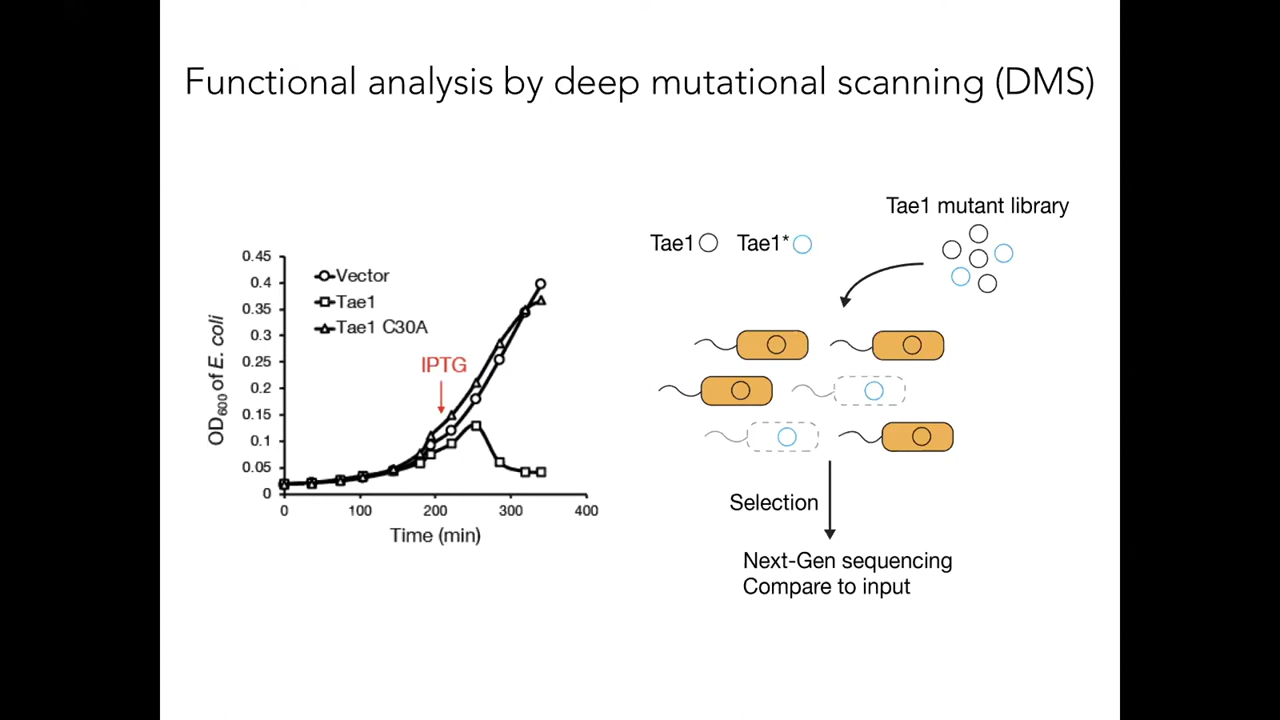 Functional analysis by deep mutational scanning (DMS)
Tae1 mutant library
Tae1 Tae1*
0.45
0.4
0.35
0.3
0.25
0.2
0.15
0.1
0.05
0
OD600 of E. coli
Vector
Tae1
Tae1 C30A
IPTG
0 100 200 300 400
Time (min)
Selection
Next-Gen sequencing
Compare to input